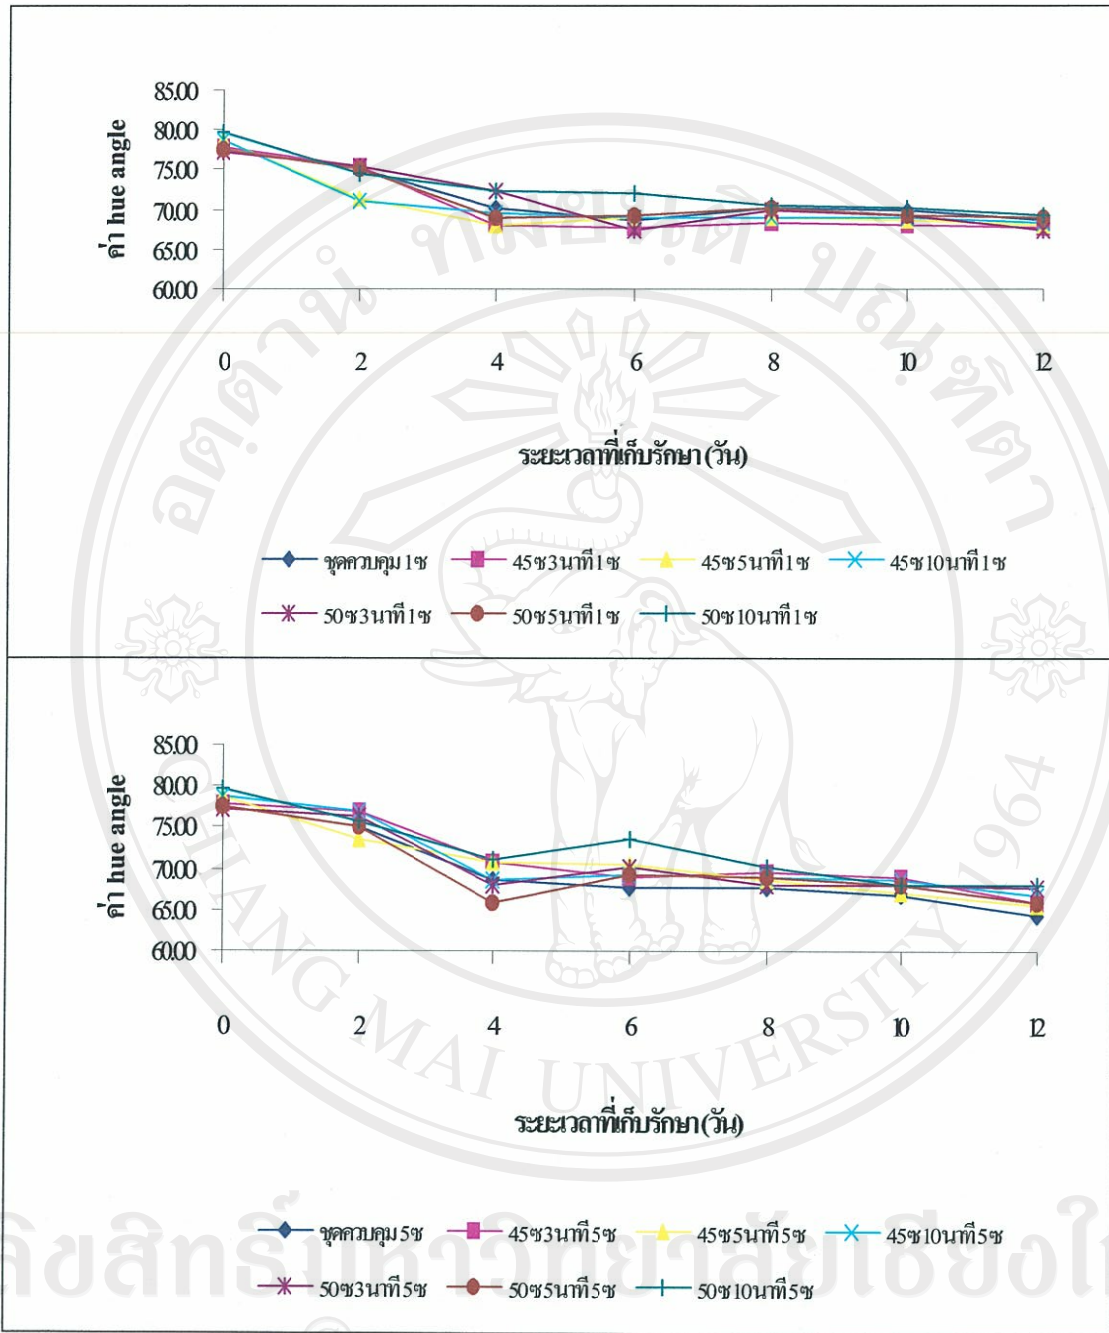 85.00
80.00
75.00
70.00
65.00
60.00
ค่า hue angle
0 2 4 6 8 10 12
ระยะเวลาที่เก็บรักษา (วัน)
ชุดควบคุม 1ซ 45ซ3นาที1ซ 45ซ5นาที1ซ 45ซ10นาที1ซ
50ซ3นาที1ซ 50ซ5นาที1ซ 50ซ10นาที1ซ
85.00
80.00
75.00
70.00
65.00
60.00
ค่า hue angle
0 2 4 6 8 10 12
ระยะเวลาที่เก็บรักษา (วัน)
ชุดควบคุม 5ซ 45ซ3นาที5ซ 45ซ5นาที5ซ 45ซ10นาที5ซ
50ซ3นาที5ซ 50ซ5นาที5ซ 50ซ10นาที5ซ
CHIANG MAI UNIVERSITY 1964